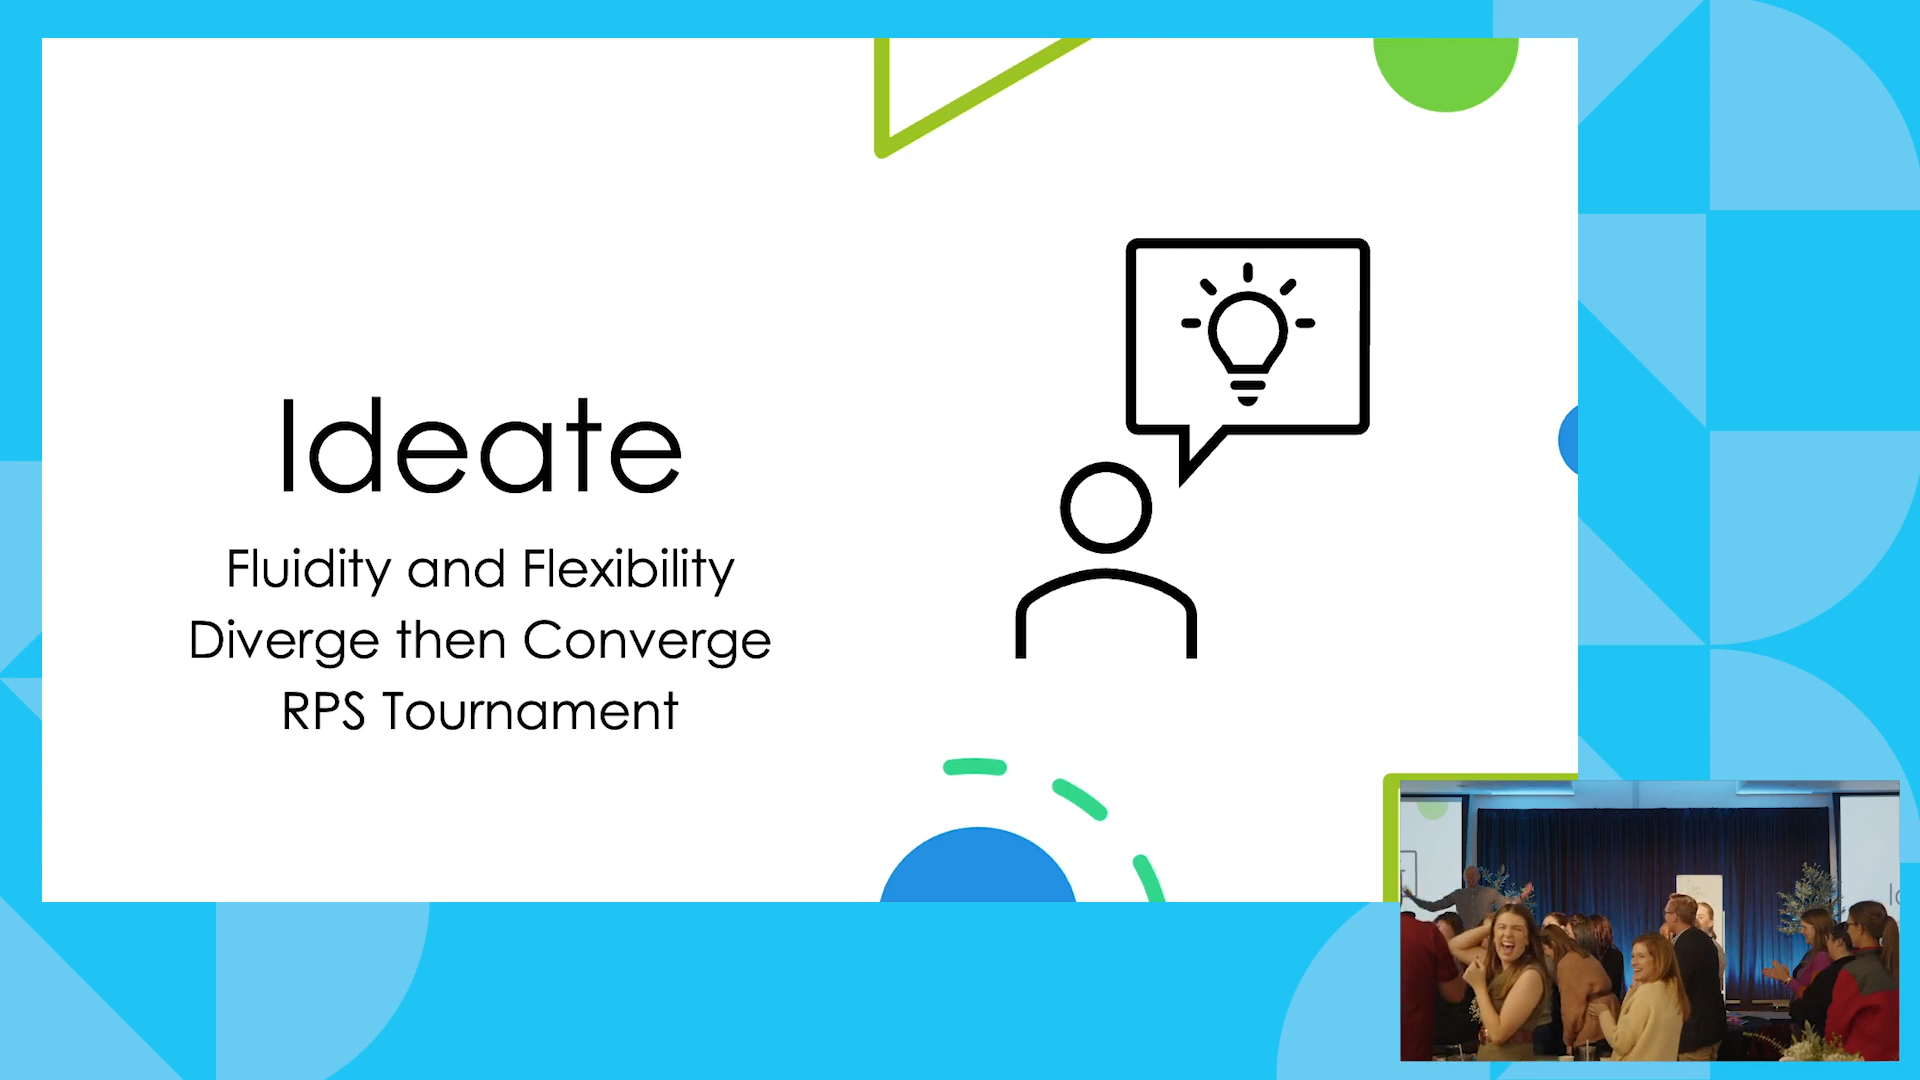 Ideate
Fluidity and Flexibility
Diverge then Converge
RPS Tournament